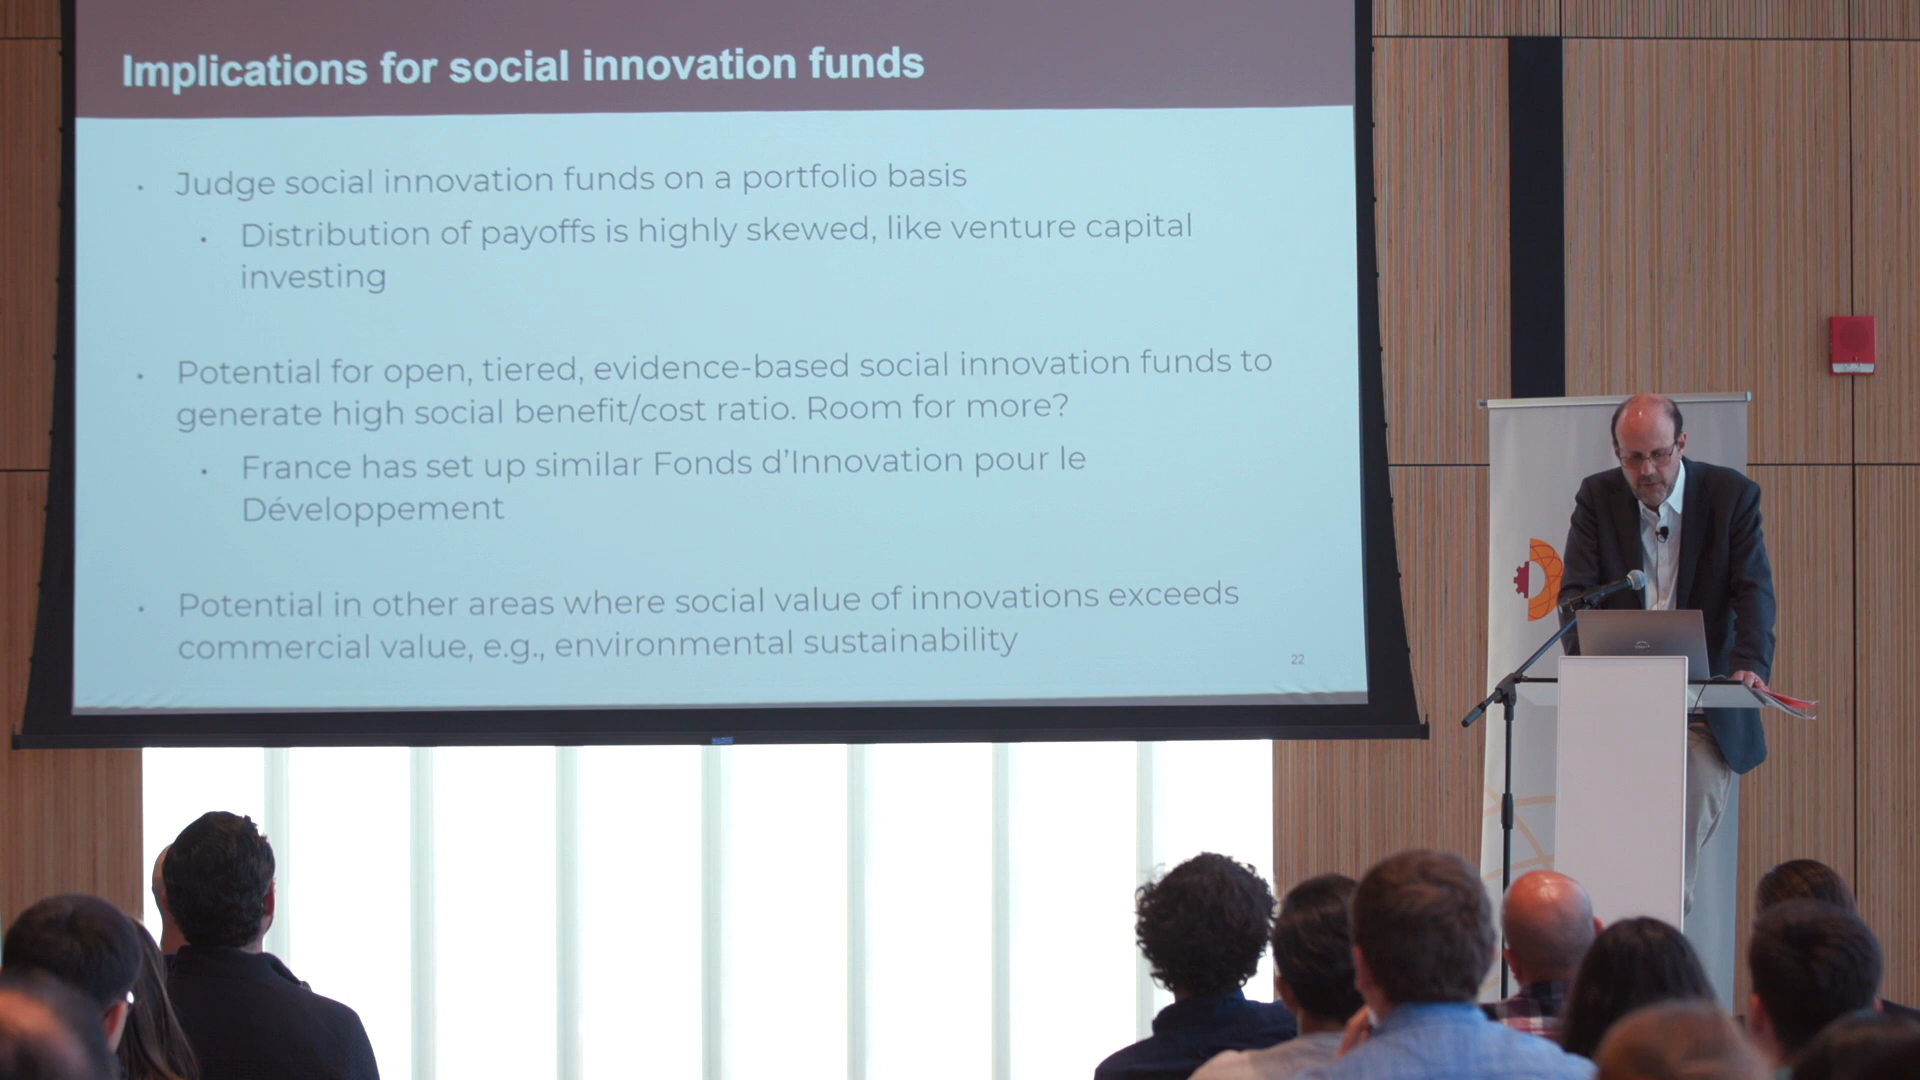 Implications for social innovation funds
• Judge social innovation funds on a portfolio basis
• Distribution of payoffs is highly skewed, like venture capital
investing
• Potential for open, tiered, evidence-based social innovation funds to
generate high social benefit/cost ratio. Room for more?
• France has set up similar Fonds d’Innovation pour le
Développement
• Potential in other areas where social value of innovations exceeds
commercial value, e.g., environmental sustainability
22